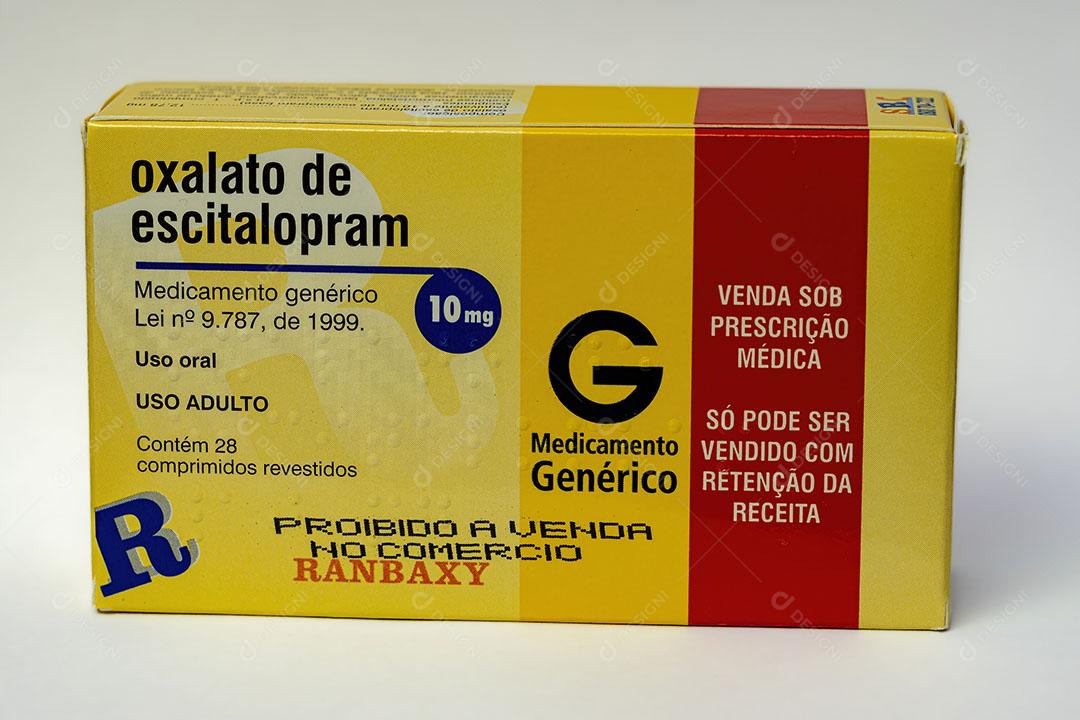 oxalato de
escitalopram
10 mg
Medicamento genérico
Lei nº 9.787, de 1999.
Uso oral
USO ADULTO
Contém 28
comprimidos revestidos
R
PROIBIDO A VENDA
NO COMERCIO
RANBAXY
G
Medicamento
Genérico
VENDA SOB
PRESCRIÇÃO
MÉDICA
SÓ PODE SER
VENDIDO COM
RETENÇÃO DA
RECEITA
DESIGNI